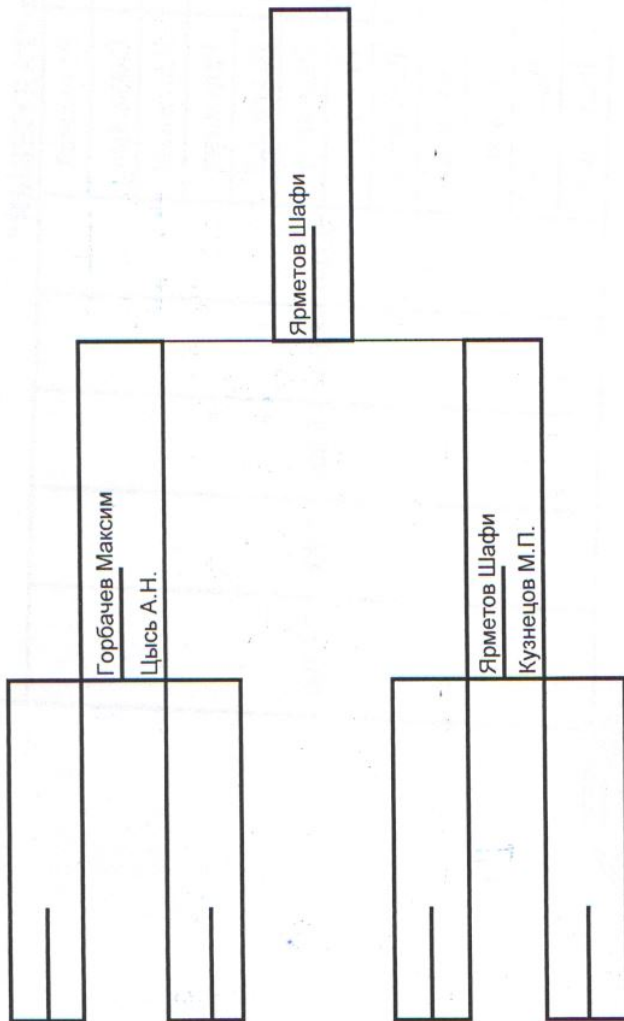 Горбачев Максим
Цысь А.Н.
Ярметов Шафи
Кузнецов М.П.
Ярметов Шафи